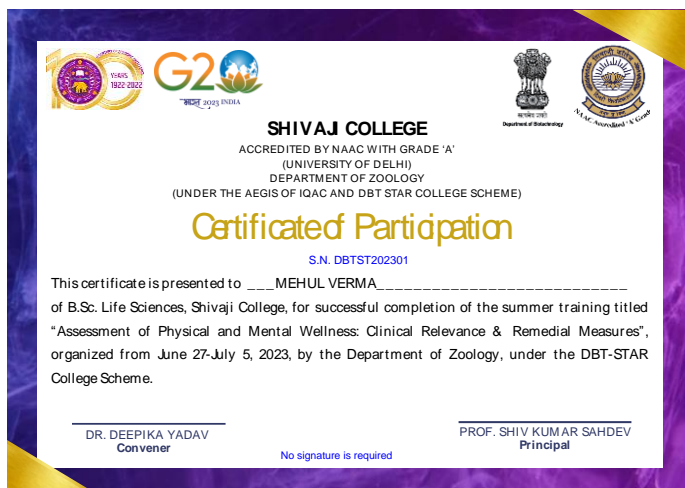 YEARS
1922-2022
G20
भारत 2023 INDIA
सत्यमेव जयते
Department of Biotechnology
NAAC Accredited 'A' Grade
SHIVAJI COLLEGE
ACCREDITED BY NAAC WITH GRADE ‘A’
(UNIVERSITY OF DELHI)
DEPARTMENT OF ZOOLOGY
(UNDER THE AEGIS OF IQAC AND DBT STAR COLLEGE SCHEME)
Certificate of Participation
S.N. DBTST202301
This certificate is presented to ___MEHUL VERMA____________________________
of B.Sc. Life Sciences, Shivaji College, for successful completion of the summer training titled
“Assessment of Physical and Mental Wellness: Clinical Relevance & Remedial Measures”,
organized from June 27-July 5, 2023, by the Department of Zoology, under the DBT-STAR
College Scheme.
DR. DEEPIKA YADAV
Convener
PROF. SHIV KUMAR SAHDEV
Principal
No signature is required